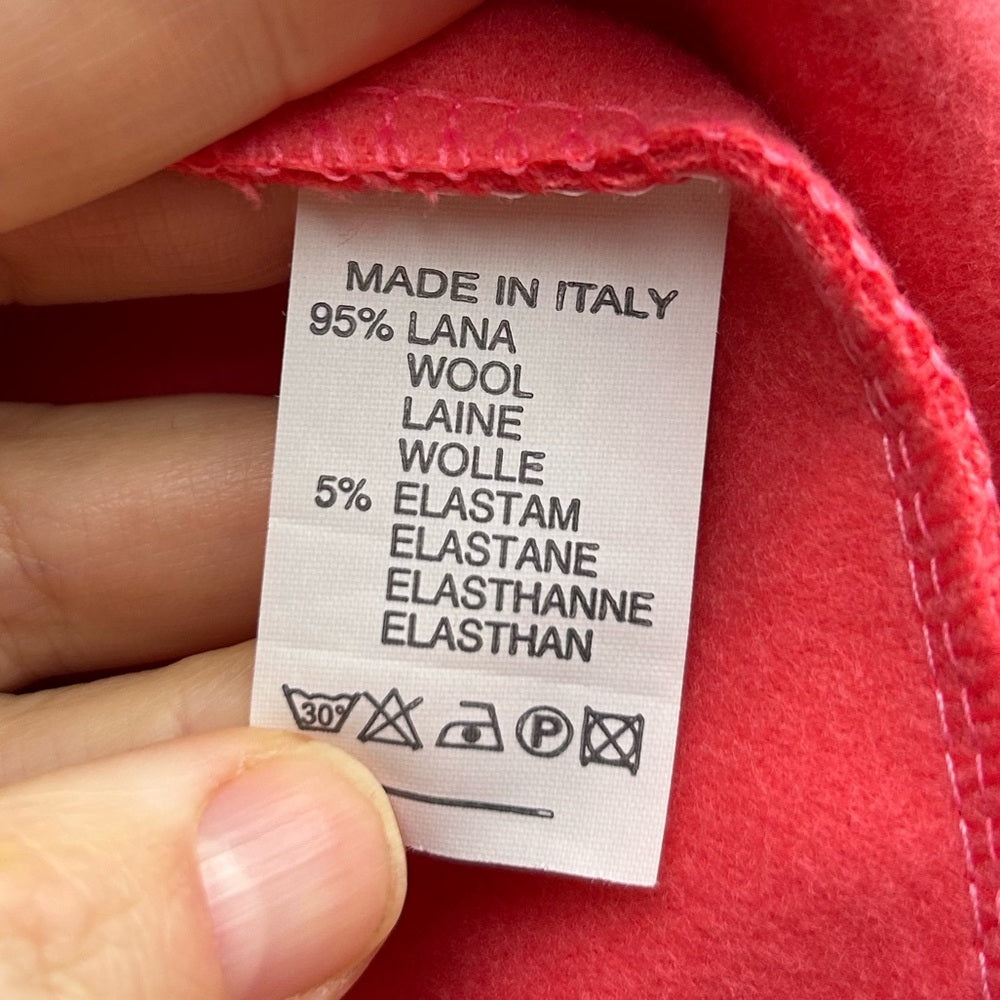 MADE IN ITALY
95% LANA
WOOL
LAINE
WOLLE
5% ELASTAM
ELASTANE
ELASTHANNE
ELASTHAN
30° P